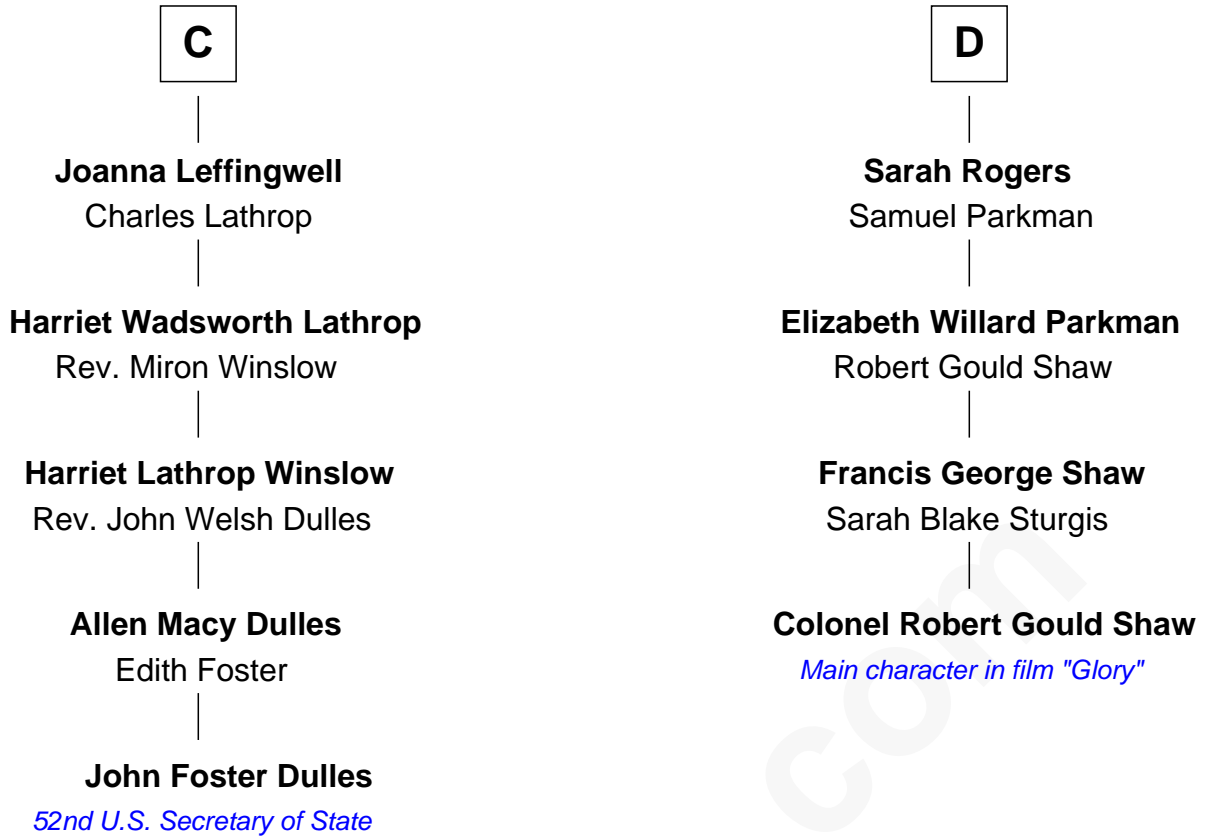 C
Joanna Leffingwell
Charles Lathrop
Harriet Wadsworth Lathrop
Rev. Miron Winslow
Harriet Lathrop Winslow
Rev. John Welsh Dulles
Allen Macy Dulles
Edith Foster
John Foster Dulles
52nd U.S. Secretary of State
D
Sarah Rogers
Samuel Parkman
Elizabeth Willard Parkman
Robert Gould Shaw
Francis George Shaw
Sarah Blake Sturgis
Colonel Robert Gould Shaw
Main character in film "Glory"
com